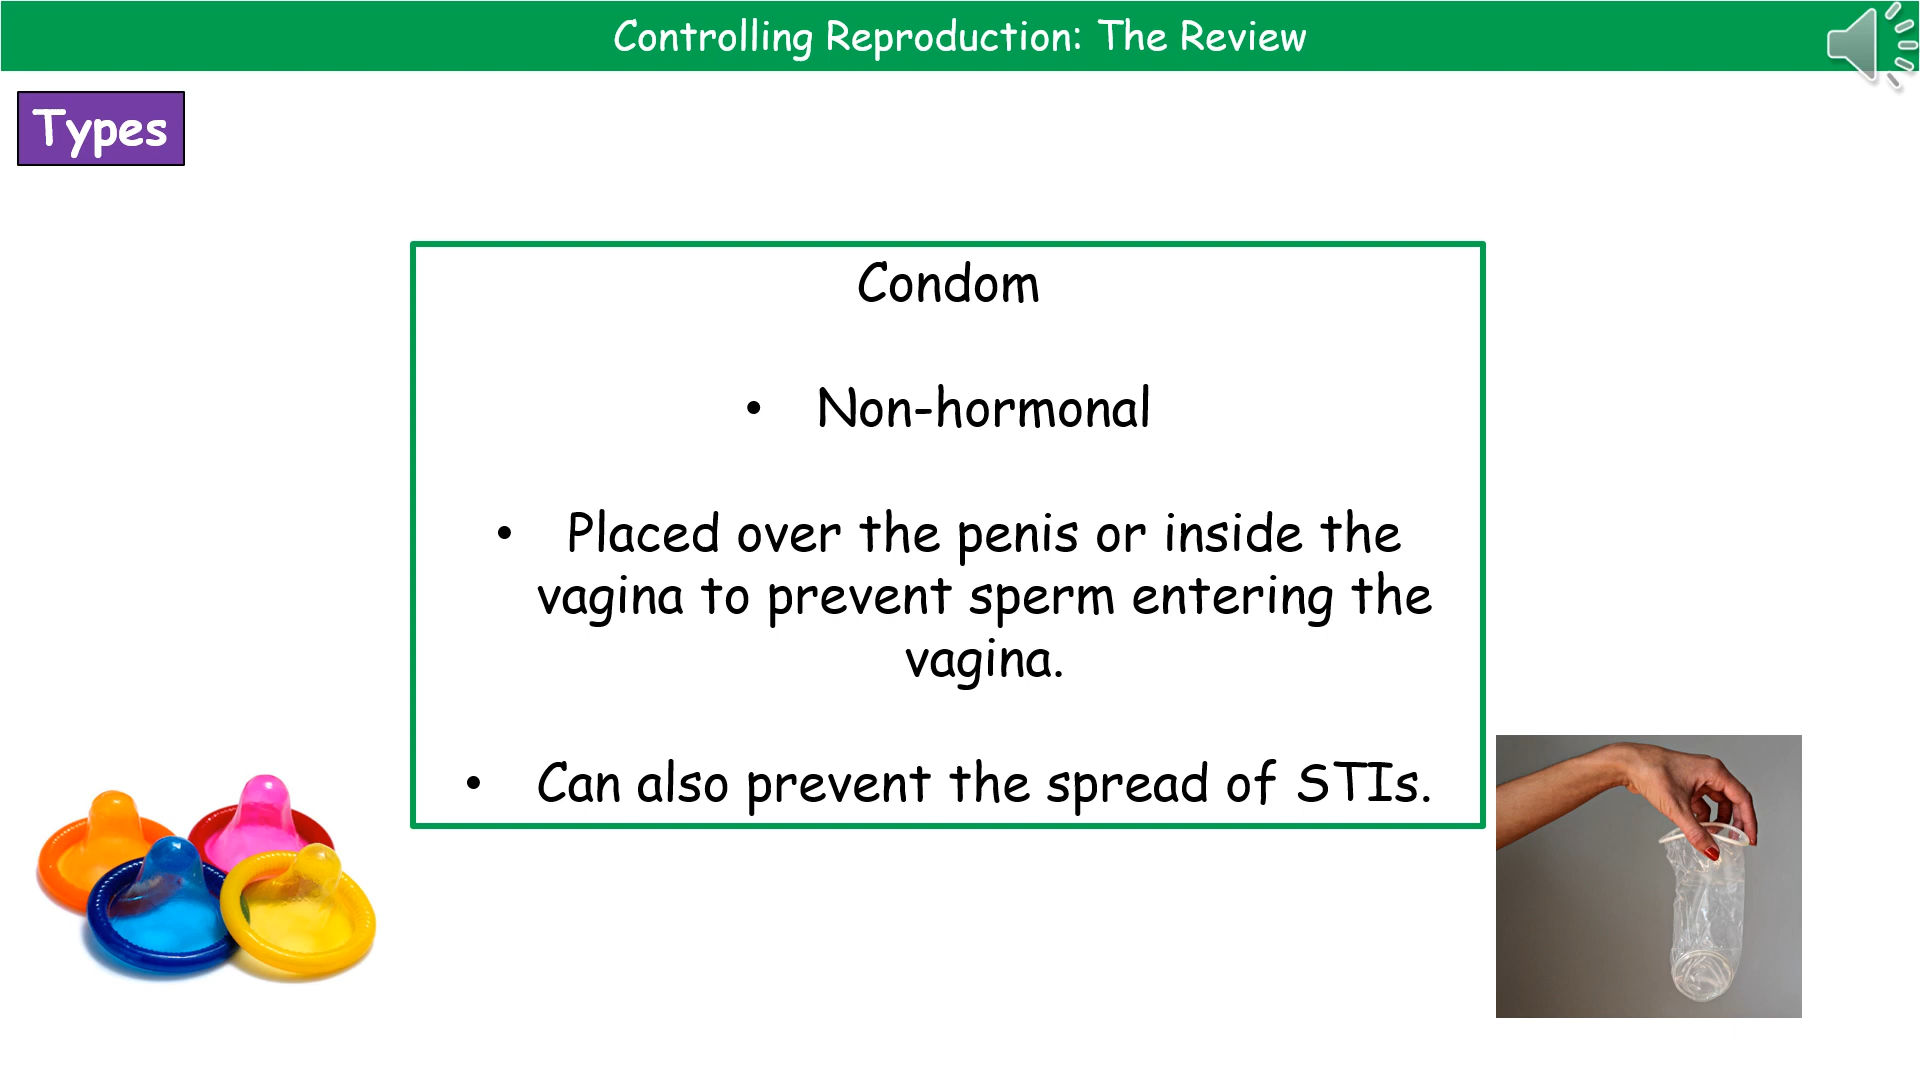 Controlling Reproduction: The Review
Types
Condom
• Non-hormonal
• Placed over the penis or inside the
vagina to prevent sperm entering the
vagina.
• Can also prevent the spread of STIs.